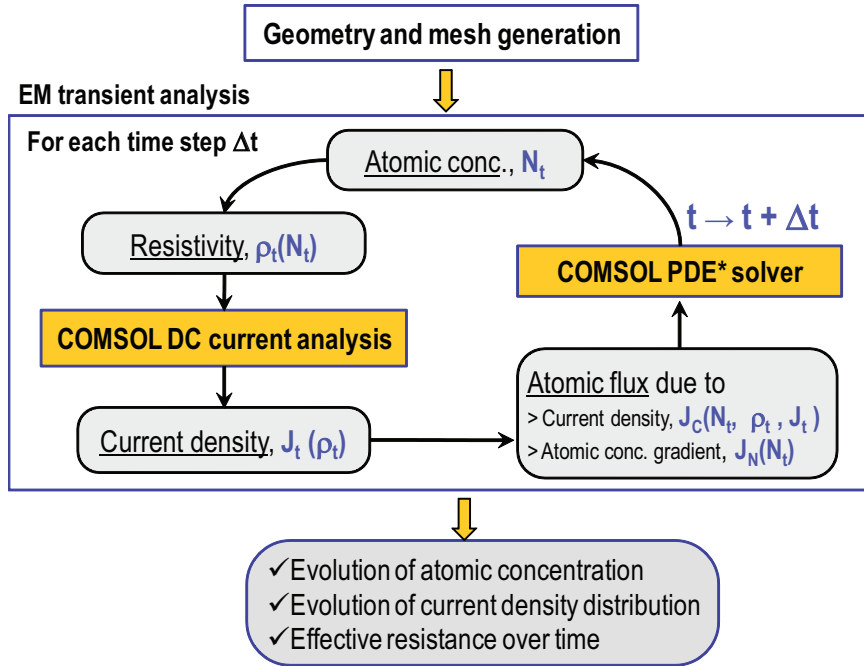 Geometry and mesh generation
EM transient analysis
For each time step Δt
Atomic conc., Nₜ
Resistivity, ρₜ(Nₜ)
t → t + Δt
COMSOL PDE* solver
COMSOL DC current analysis
Atomic flux due to
> Current density, J_C(Nₜ, ρₜ , Jₜ )
> Atomic conc. gradient, J_N(Nₜ)
Current density, Jₜ (ρₜ)
✓Evolution of atomic concentration
✓Evolution of current density distribution
✓Effective resistance over time